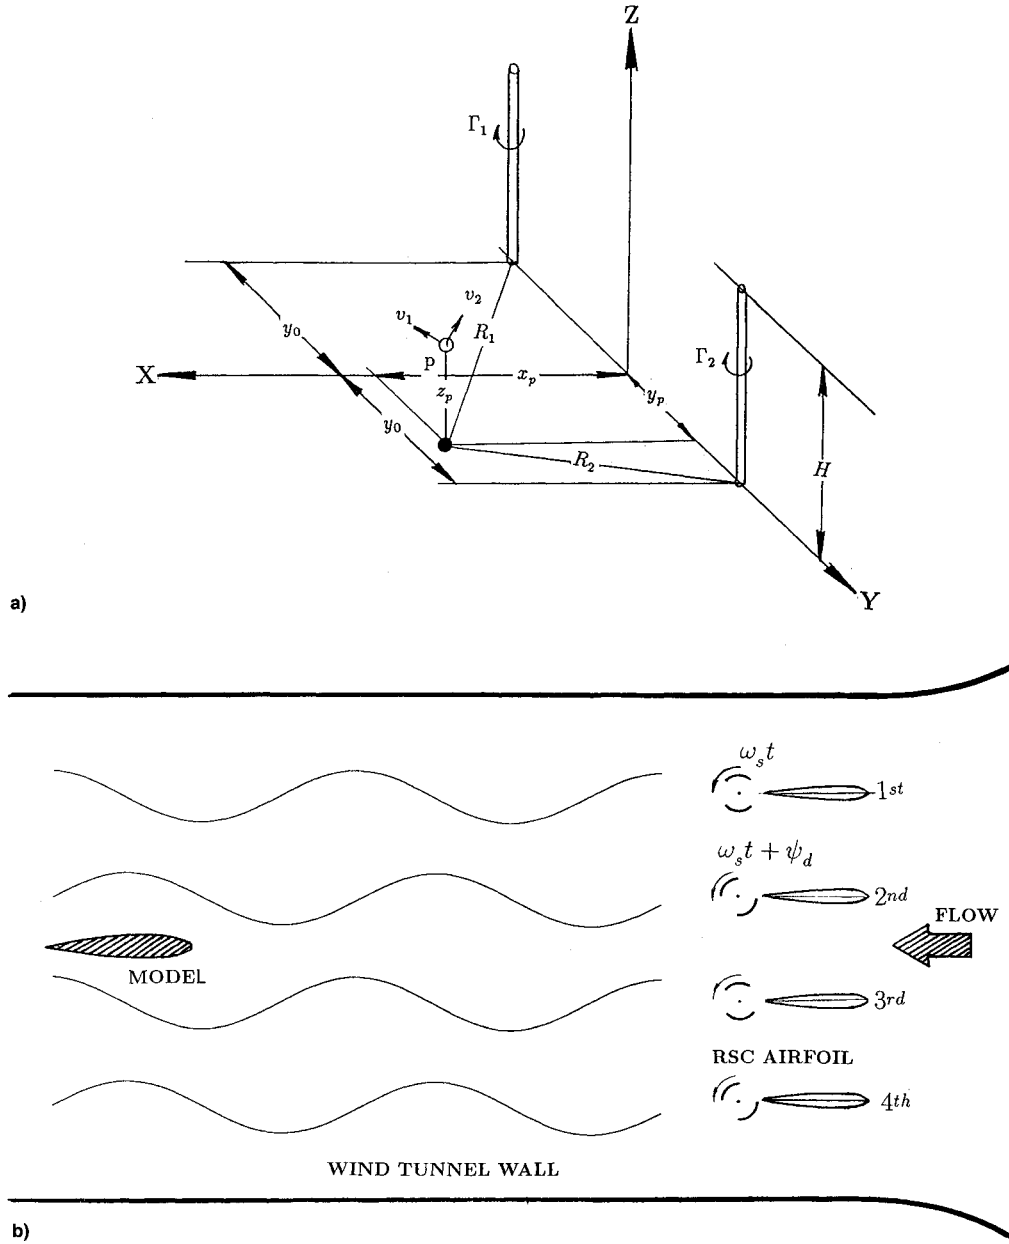 Z
Γ₁
v₂
v₁
R₁
y₀
p
X
xₚ
zₚ
yₚ
Γ₂
y₀
R₂
H
Y
a)
ωₛt
1st
ωₛt + ψ_d
2nd
FLOW
MODEL
3rd
RSC AIRFOIL
4th
WIND TUNNEL WALL
b)